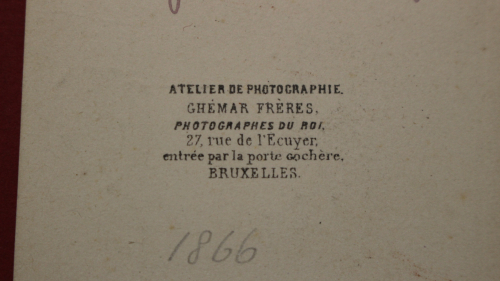 ATELIER DE PHOTOGRAPHIE.
GHÉMAR FRÈRES,
PHOTOGRAPHES DU ROI,
27, rue de l'Ecuyer,
entrée par la porte cochère,
BRUXELLES.
1866